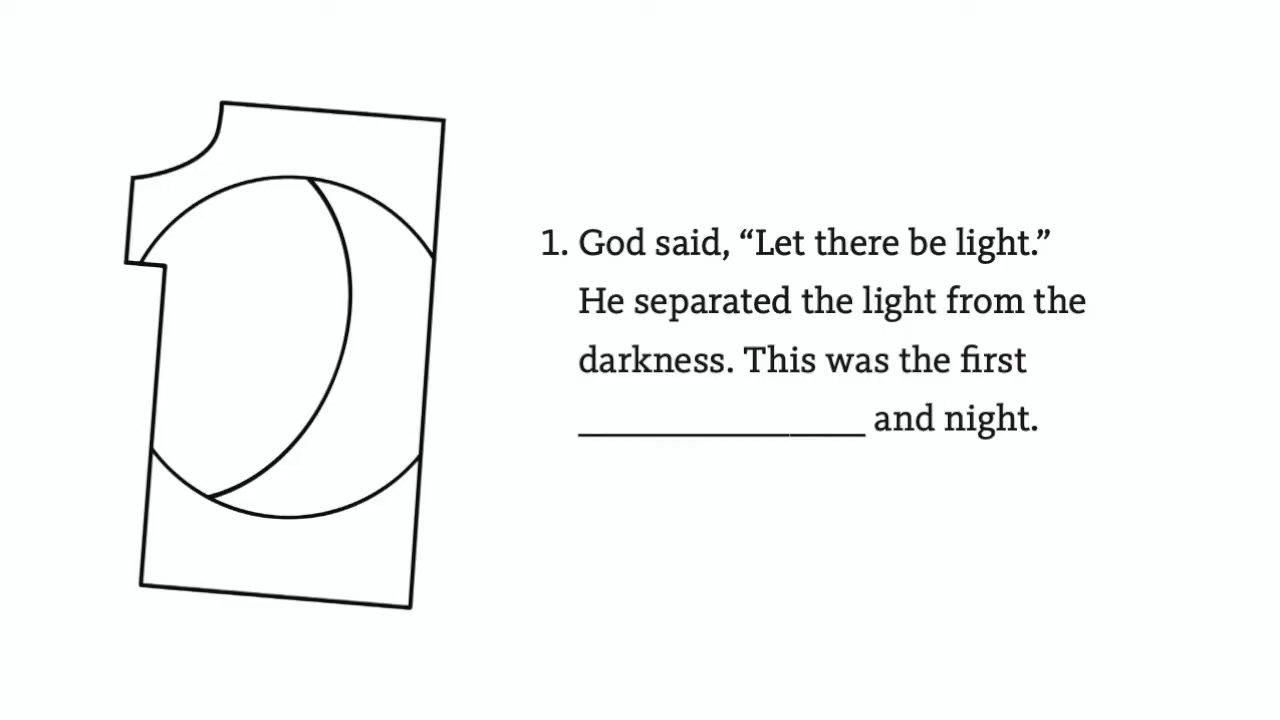 1. God said, “Let there be light.”
He separated the light from the
darkness. This was the first
_______________ and night.